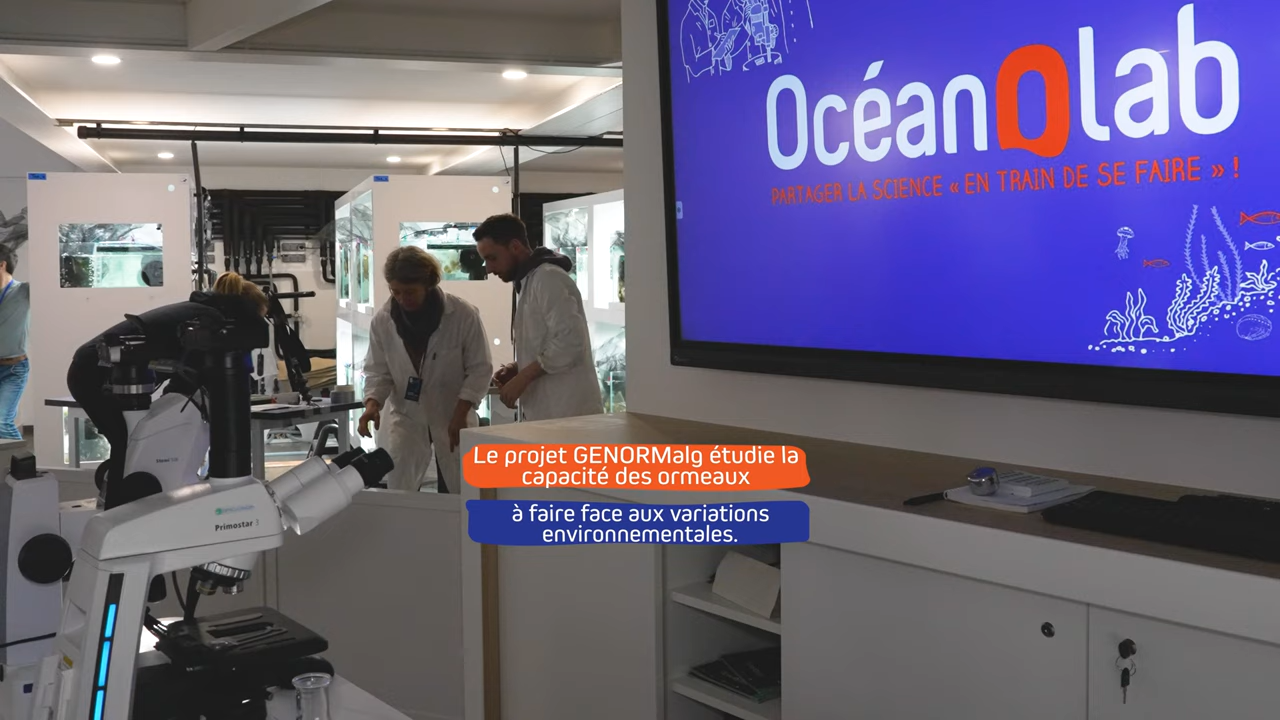 OcéanOlab
PARTAGER LA SCIENCE « EN TRAIN DE SE FAIRE » !
Le projet GENORMalg étudie la
capacité des ormeaux
à faire face aux variations
environnementales.
Primostar 3